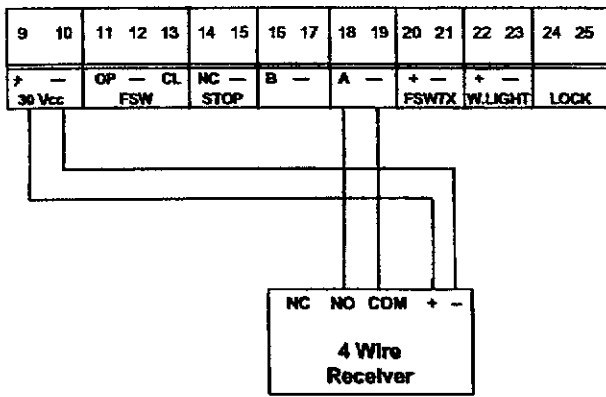 9 10 11 12 13 14 15 16 17 18 19 20 21 22 23 24 25
+ — OP — CL NC — B — A — + — + —
30 Vcc FSW STOP FSWTX W.LIGHT LOCK
NC NO COM + –
4 Wire
Receiver